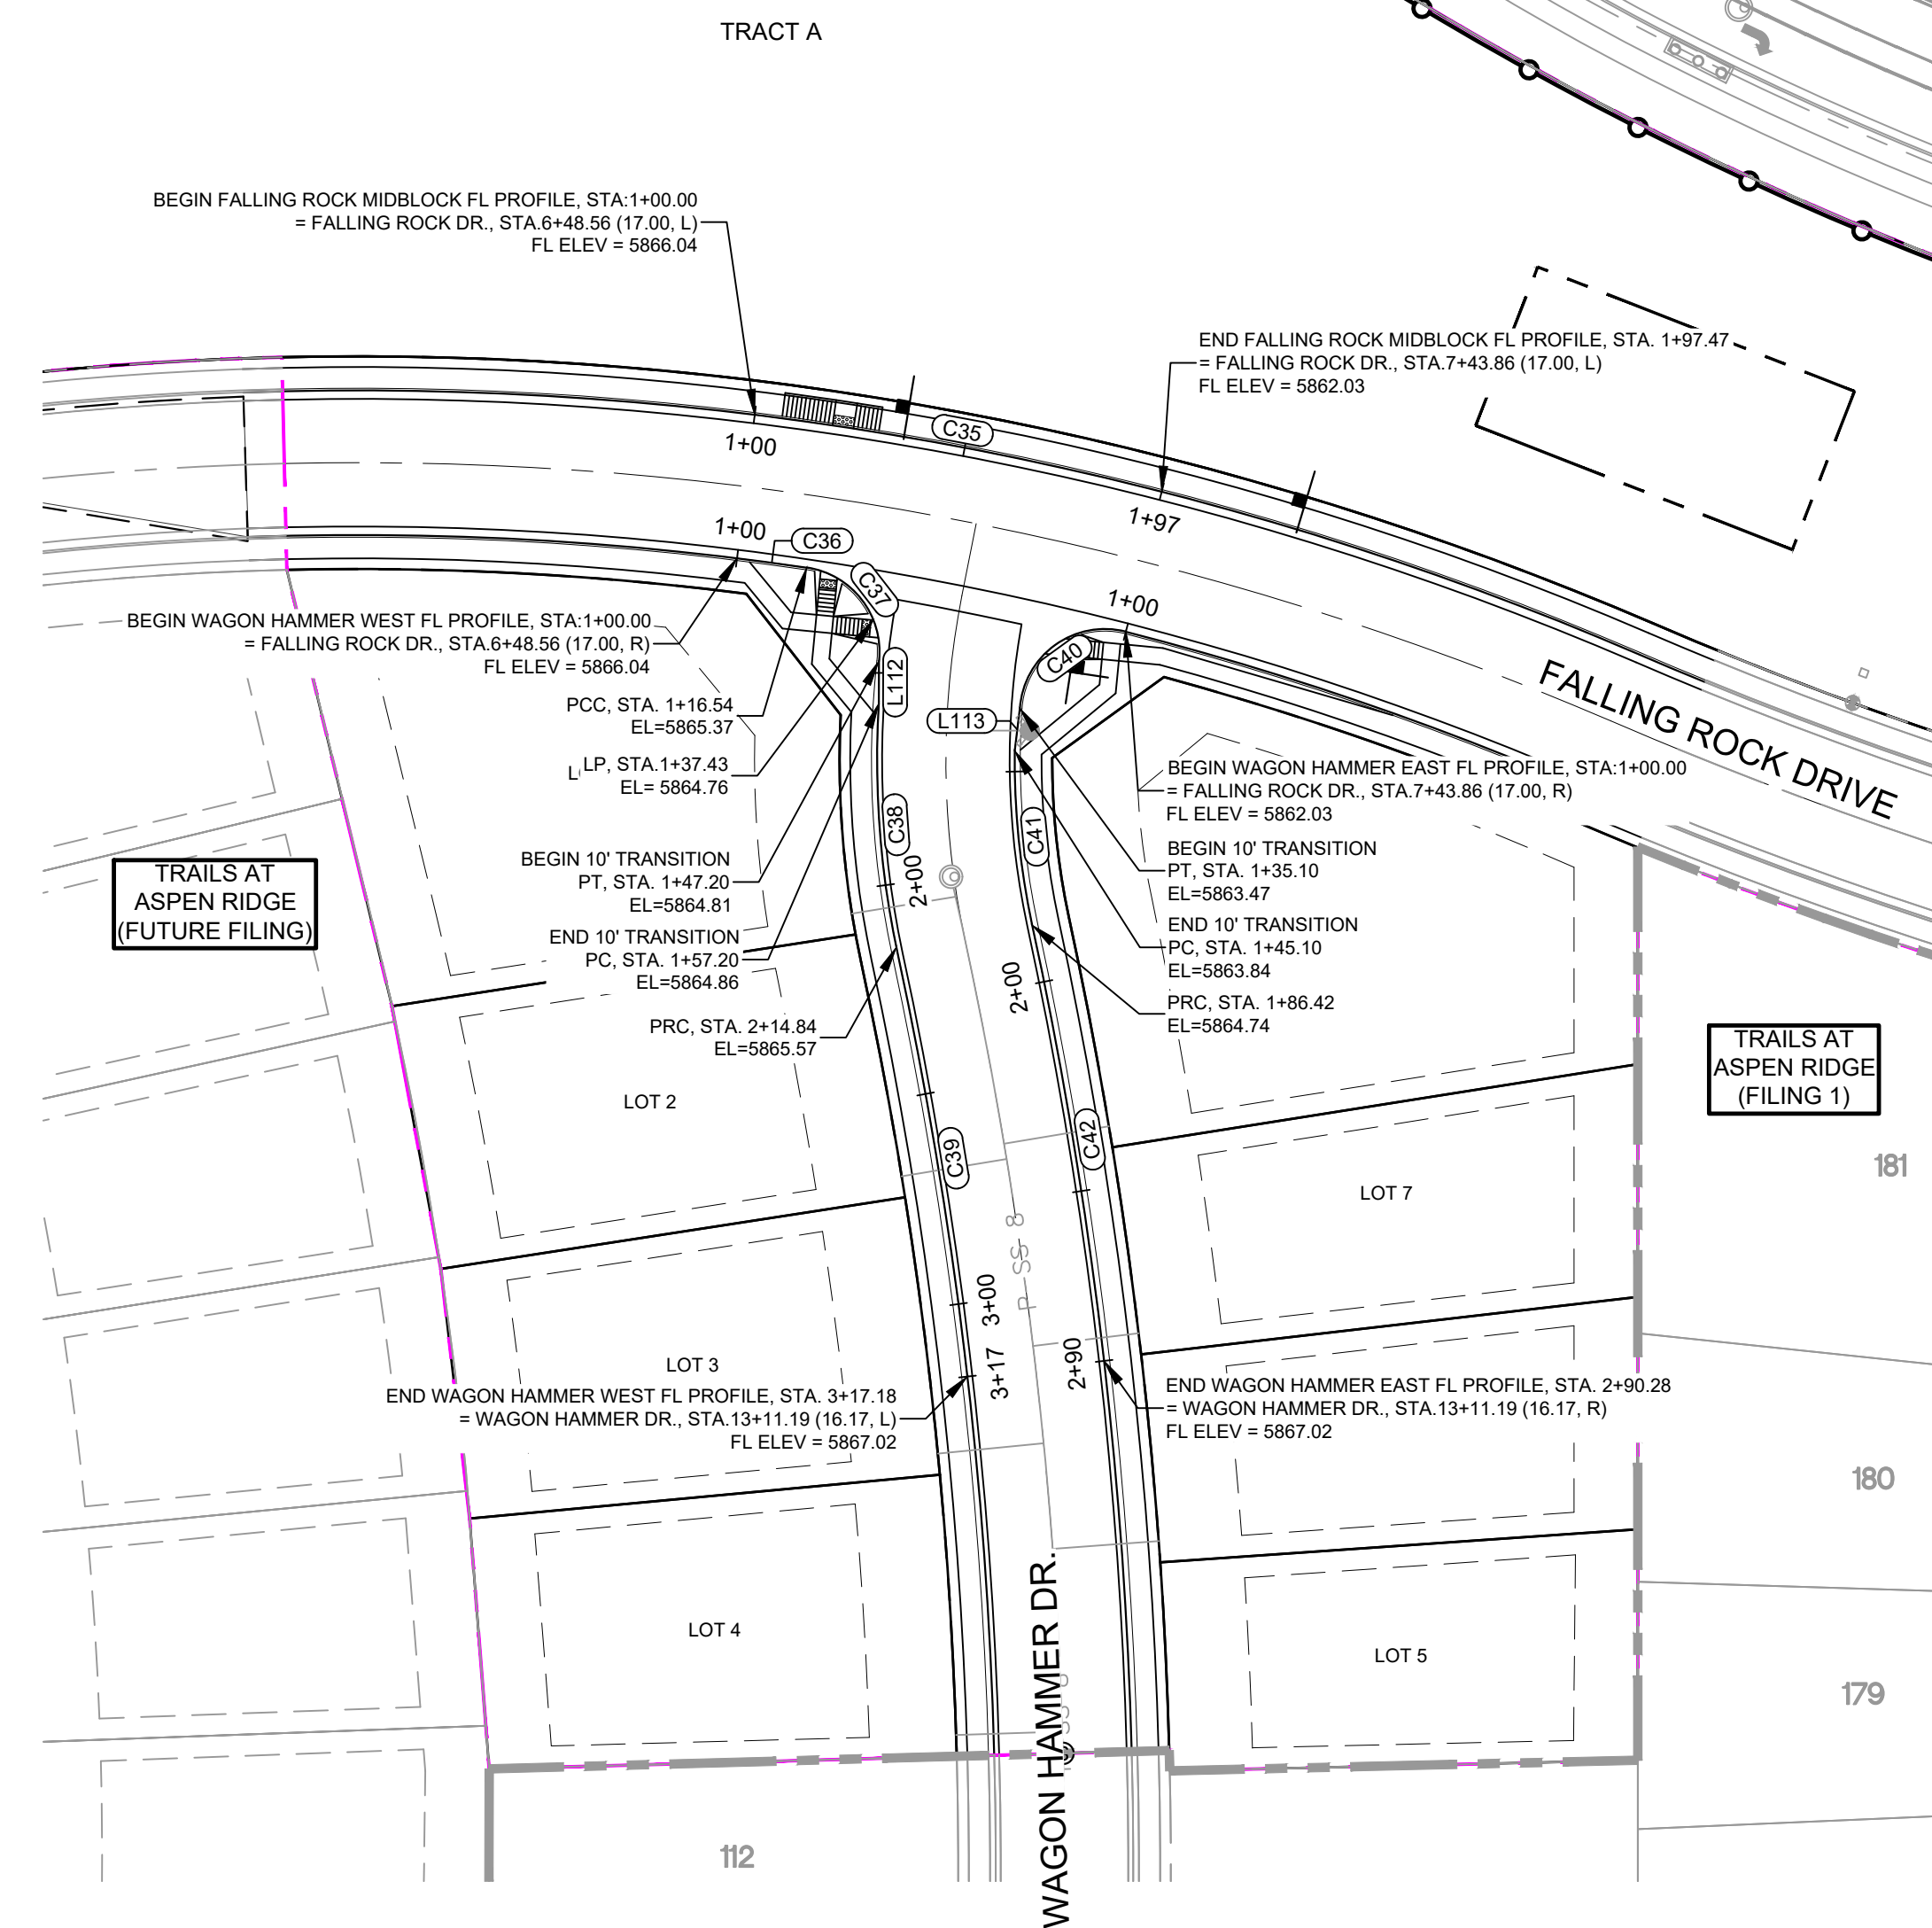 TRACT A
BEGIN FALLING ROCK MIDBLOCK FL PROFILE, STA:1+00.00
= FALLING ROCK DR., STA.6+48.56 (17.00, L)
FL ELEV = 5866.04
END FALLING ROCK MIDBLOCK FL PROFILE, STA. 1+97.47
= FALLING ROCK DR., STA.7+43.86 (17.00, L)
FL ELEV = 5862.03
C35
1+00
1+97
1+00
C36
C37
1+00
C40
BEGIN WAGON HAMMER WEST FL PROFILE, STA:1+00.00
= FALLING ROCK DR., STA.6+48.56 (17.00, R)
FL ELEV = 5866.04
L112
L113
FALLING ROCK DRIVE
PCC, STA. 1+16.54
EL=5865.37
LP, STA.1+37.43
EL= 5864.76
BEGIN WAGON HAMMER EAST FL PROFILE, STA:1+00.00
= FALLING ROCK DR., STA.7+43.86 (17.00, R)
FL ELEV = 5862.03
C38
C41
BEGIN 10' TRANSITION
PT, STA. 1+47.20
EL=5864.81
BEGIN 10' TRANSITION
PT, STA. 1+35.10
EL=5863.47
TRAILS AT
ASPEN RIDGE
(FUTURE FILING)
2+00
END 10' TRANSITION
PC, STA. 1+57.20
EL=5864.86
END 10' TRANSITION
PC, STA. 1+45.10
EL=5863.84
2+00
PRC, STA. 2+14.84
EL=5865.57
PRC, STA. 1+86.42
EL=5864.74
TRAILS AT
ASPEN RIDGE
(FILING 1)
LOT 2
C39
C42
181
LOT 7
P SS 8
3+00
LOT 3
3+17
2+90
END WAGON HAMMER WEST FL PROFILE, STA. 3+17.18
= WAGON HAMMER DR., STA.13+11.19 (16.17, L)
FL ELEV = 5867.02
END WAGON HAMMER EAST FL PROFILE, STA. 2+90.28
= WAGON HAMMER DR., STA.13+11.19 (16.17, R)
FL ELEV = 5867.02
180
LOT 4
LOT 5
WAGON HAMMER DR.
179
112